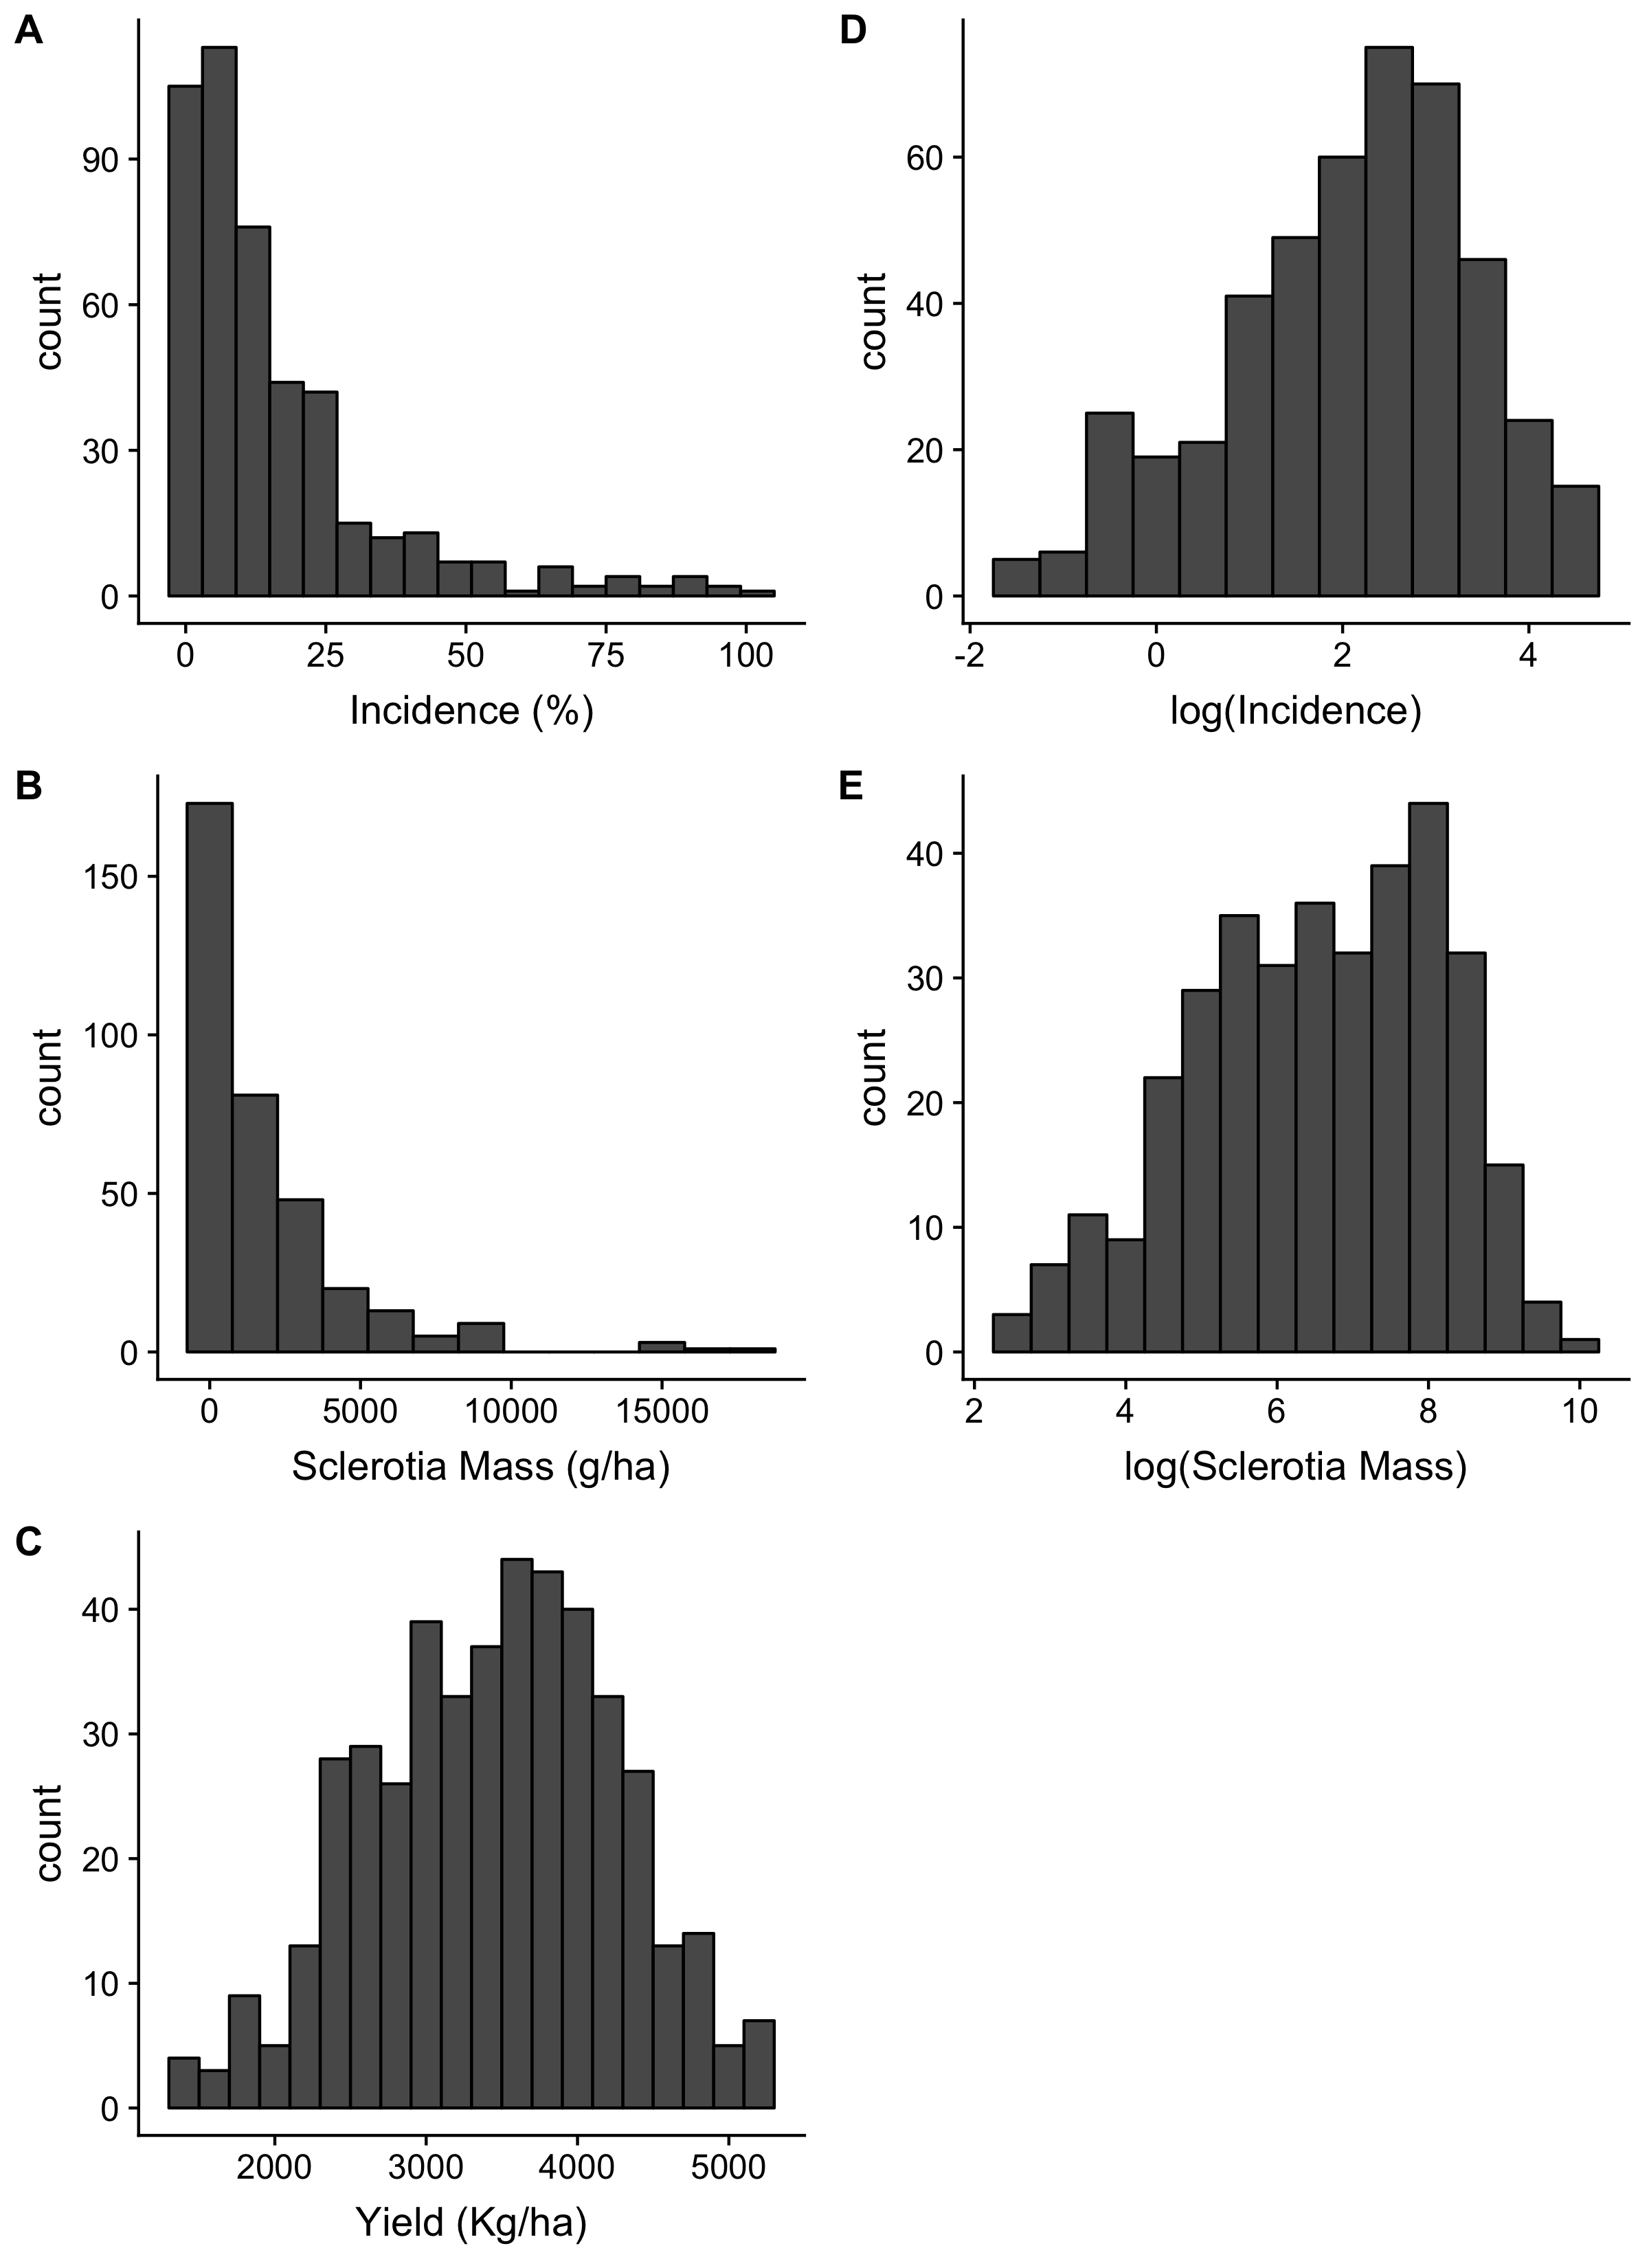 A
count
90
60
30
0
0 25 50 75 100
Incidence (%)
D
count
60
40
20
0
-2 0 2 4
log(Incidence)
B
count
150
100
50
0
0 5000 10000 15000
Sclerotia Mass (g/ha)
E
count
40
30
20
10
0
2 4 6 8 10
log(Sclerotia Mass)
C
count
40
30
20
10
0
2000 3000 4000 5000
Yield (Kg/ha)